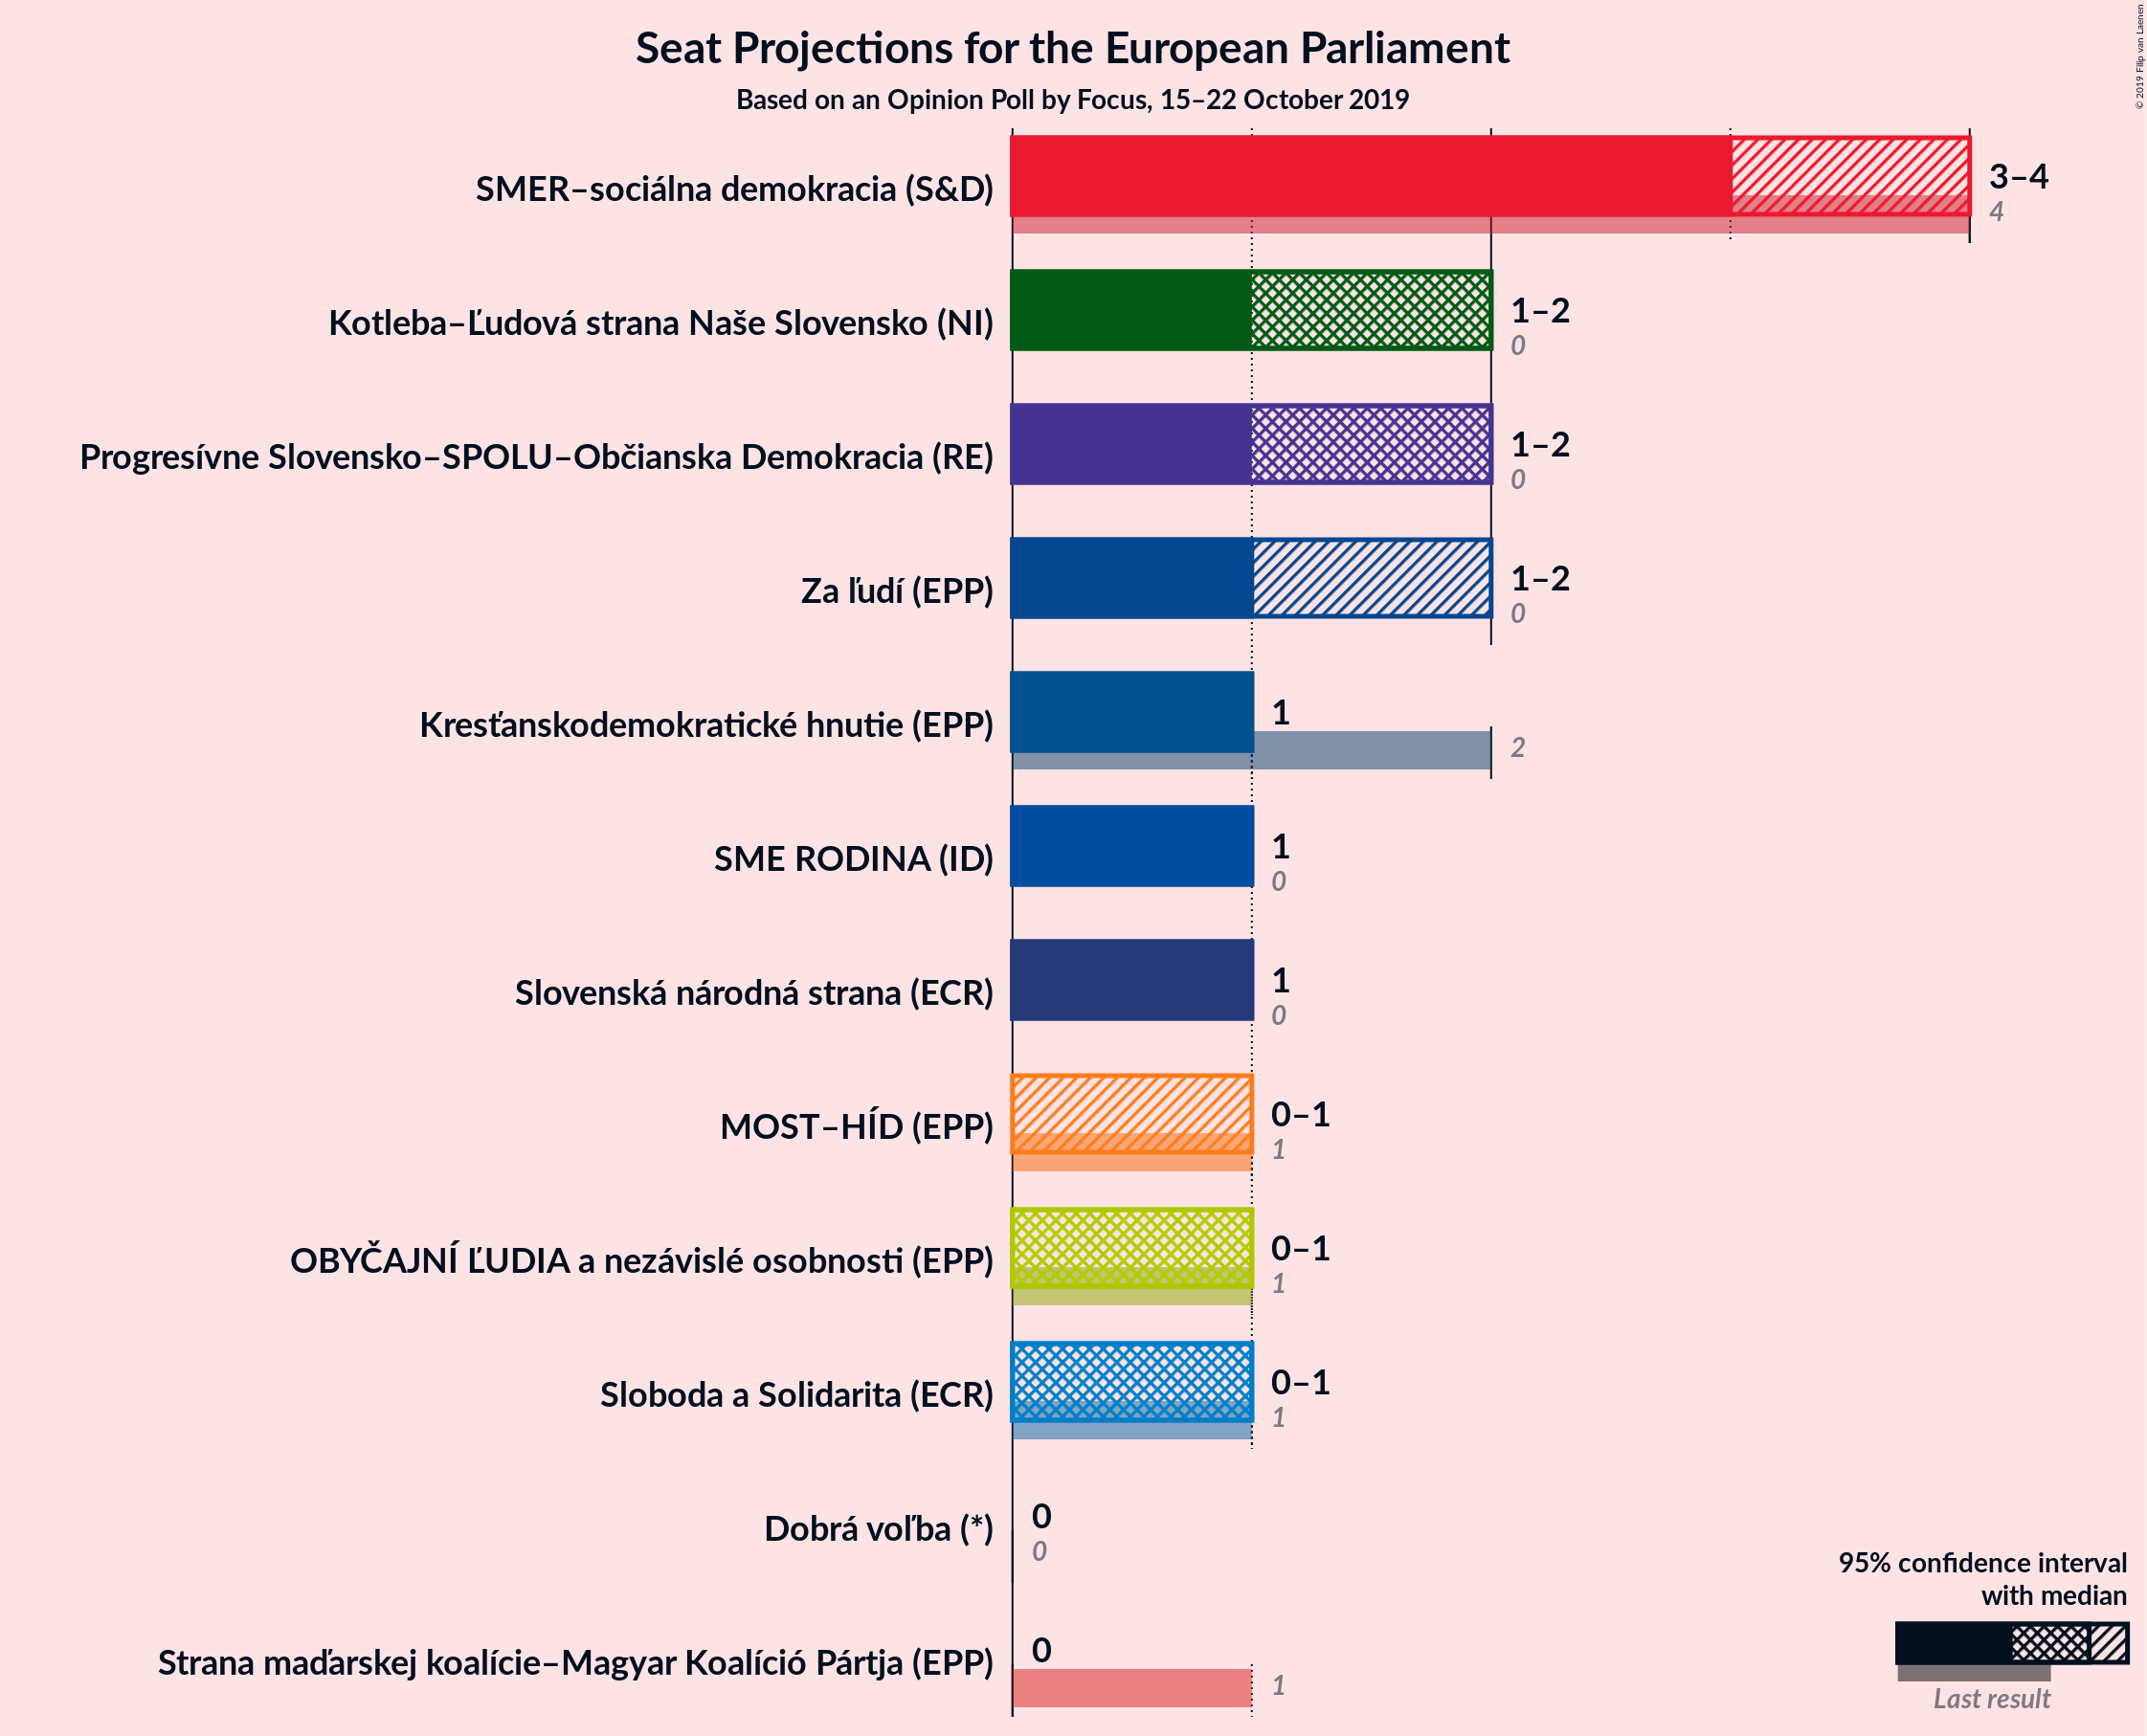 Seat Projections for the European Parliament
Based on an Opinion Poll by Focus, 15–22 October 2019
© 2019 Filip van Laenen
SMER–sociálna demokracia (S&D)
3–4
4
Kotleba–Ľudová strana Naše Slovensko (NI)
1–2
0
Progresívne Slovensko–SPOLU–Občianska Demokracia (RE)
1–2
0
Za ľudí (EPP)
1–2
0
Kresťanskodemokratické hnutie (EPP)
1
2
SME RODINA (ID)
1
0
Slovenská národná strana (ECR)
1
0
MOST–HÍD (EPP)
0–1
1
OBYČAJNÍ ĽUDIA a nezávislé osobnosti (EPP)
0–1
1
Sloboda a Solidarita (ECR)
0–1
1
Dobrá voľba (*)
0
0
Strana maďarskej koalície–Magyar Koalíció Pártja (EPP)
0
1
95% confidence interval
with median
Last result